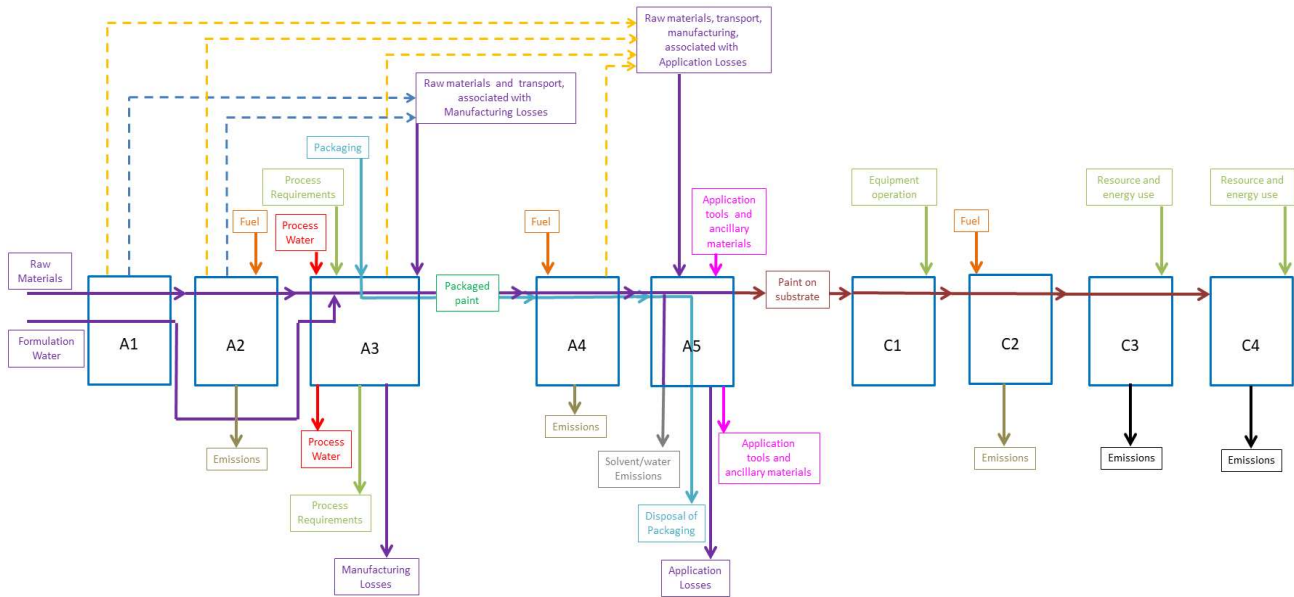 Raw materials, transport,
manufacturing,
associated with
Application Losses
Raw materials and transport,
associated with
Manufacturing Losses
Packaging
Process
Requirements
Equipment
operation
Resource and
energy use
Resource and
energy use
Application
tools and
ancillary
materials
Fuel
Process
Water
Fuel
Fuel
Raw
Materials
Packaged
paint
Paint on
substrate
Formulation
Water
A1
A2
A3
A4
A5
C1
C2
C3
C4
Emissions
Process
Water
Emissions
Solvent/water
Emissions
Application
tools and
ancillary materials
Emissions
Emissions
Emissions
Process
Requirements
Disposal of
Packaging
Manufacturing
Losses
Application
Losses